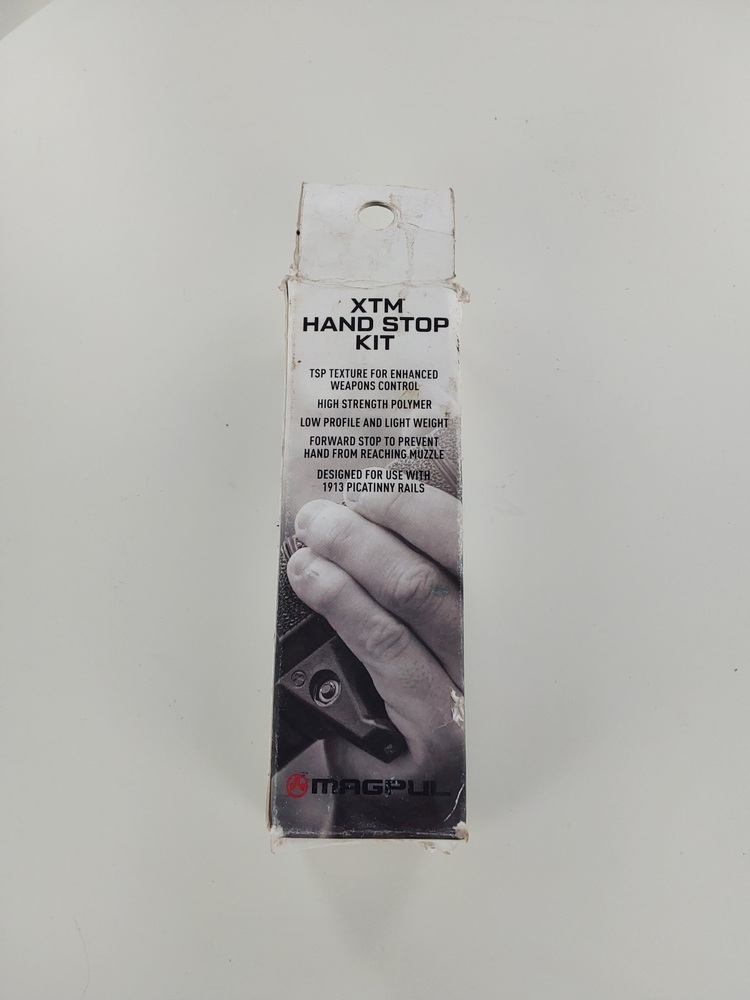 XTM
HAND STOP
KIT
TSP TEXTURE FOR ENHANCED
WEAPONS CONTROL
HIGH STRENGTH POLYMER
LOW PROFILE AND LIGHT WEIGHT
FORWARD STOP TO PREVENT
HAND FROM REACHING MUZZLE
DESIGNED FOR USE WITH
1913 PICATINNY RAILS
MAGPUL